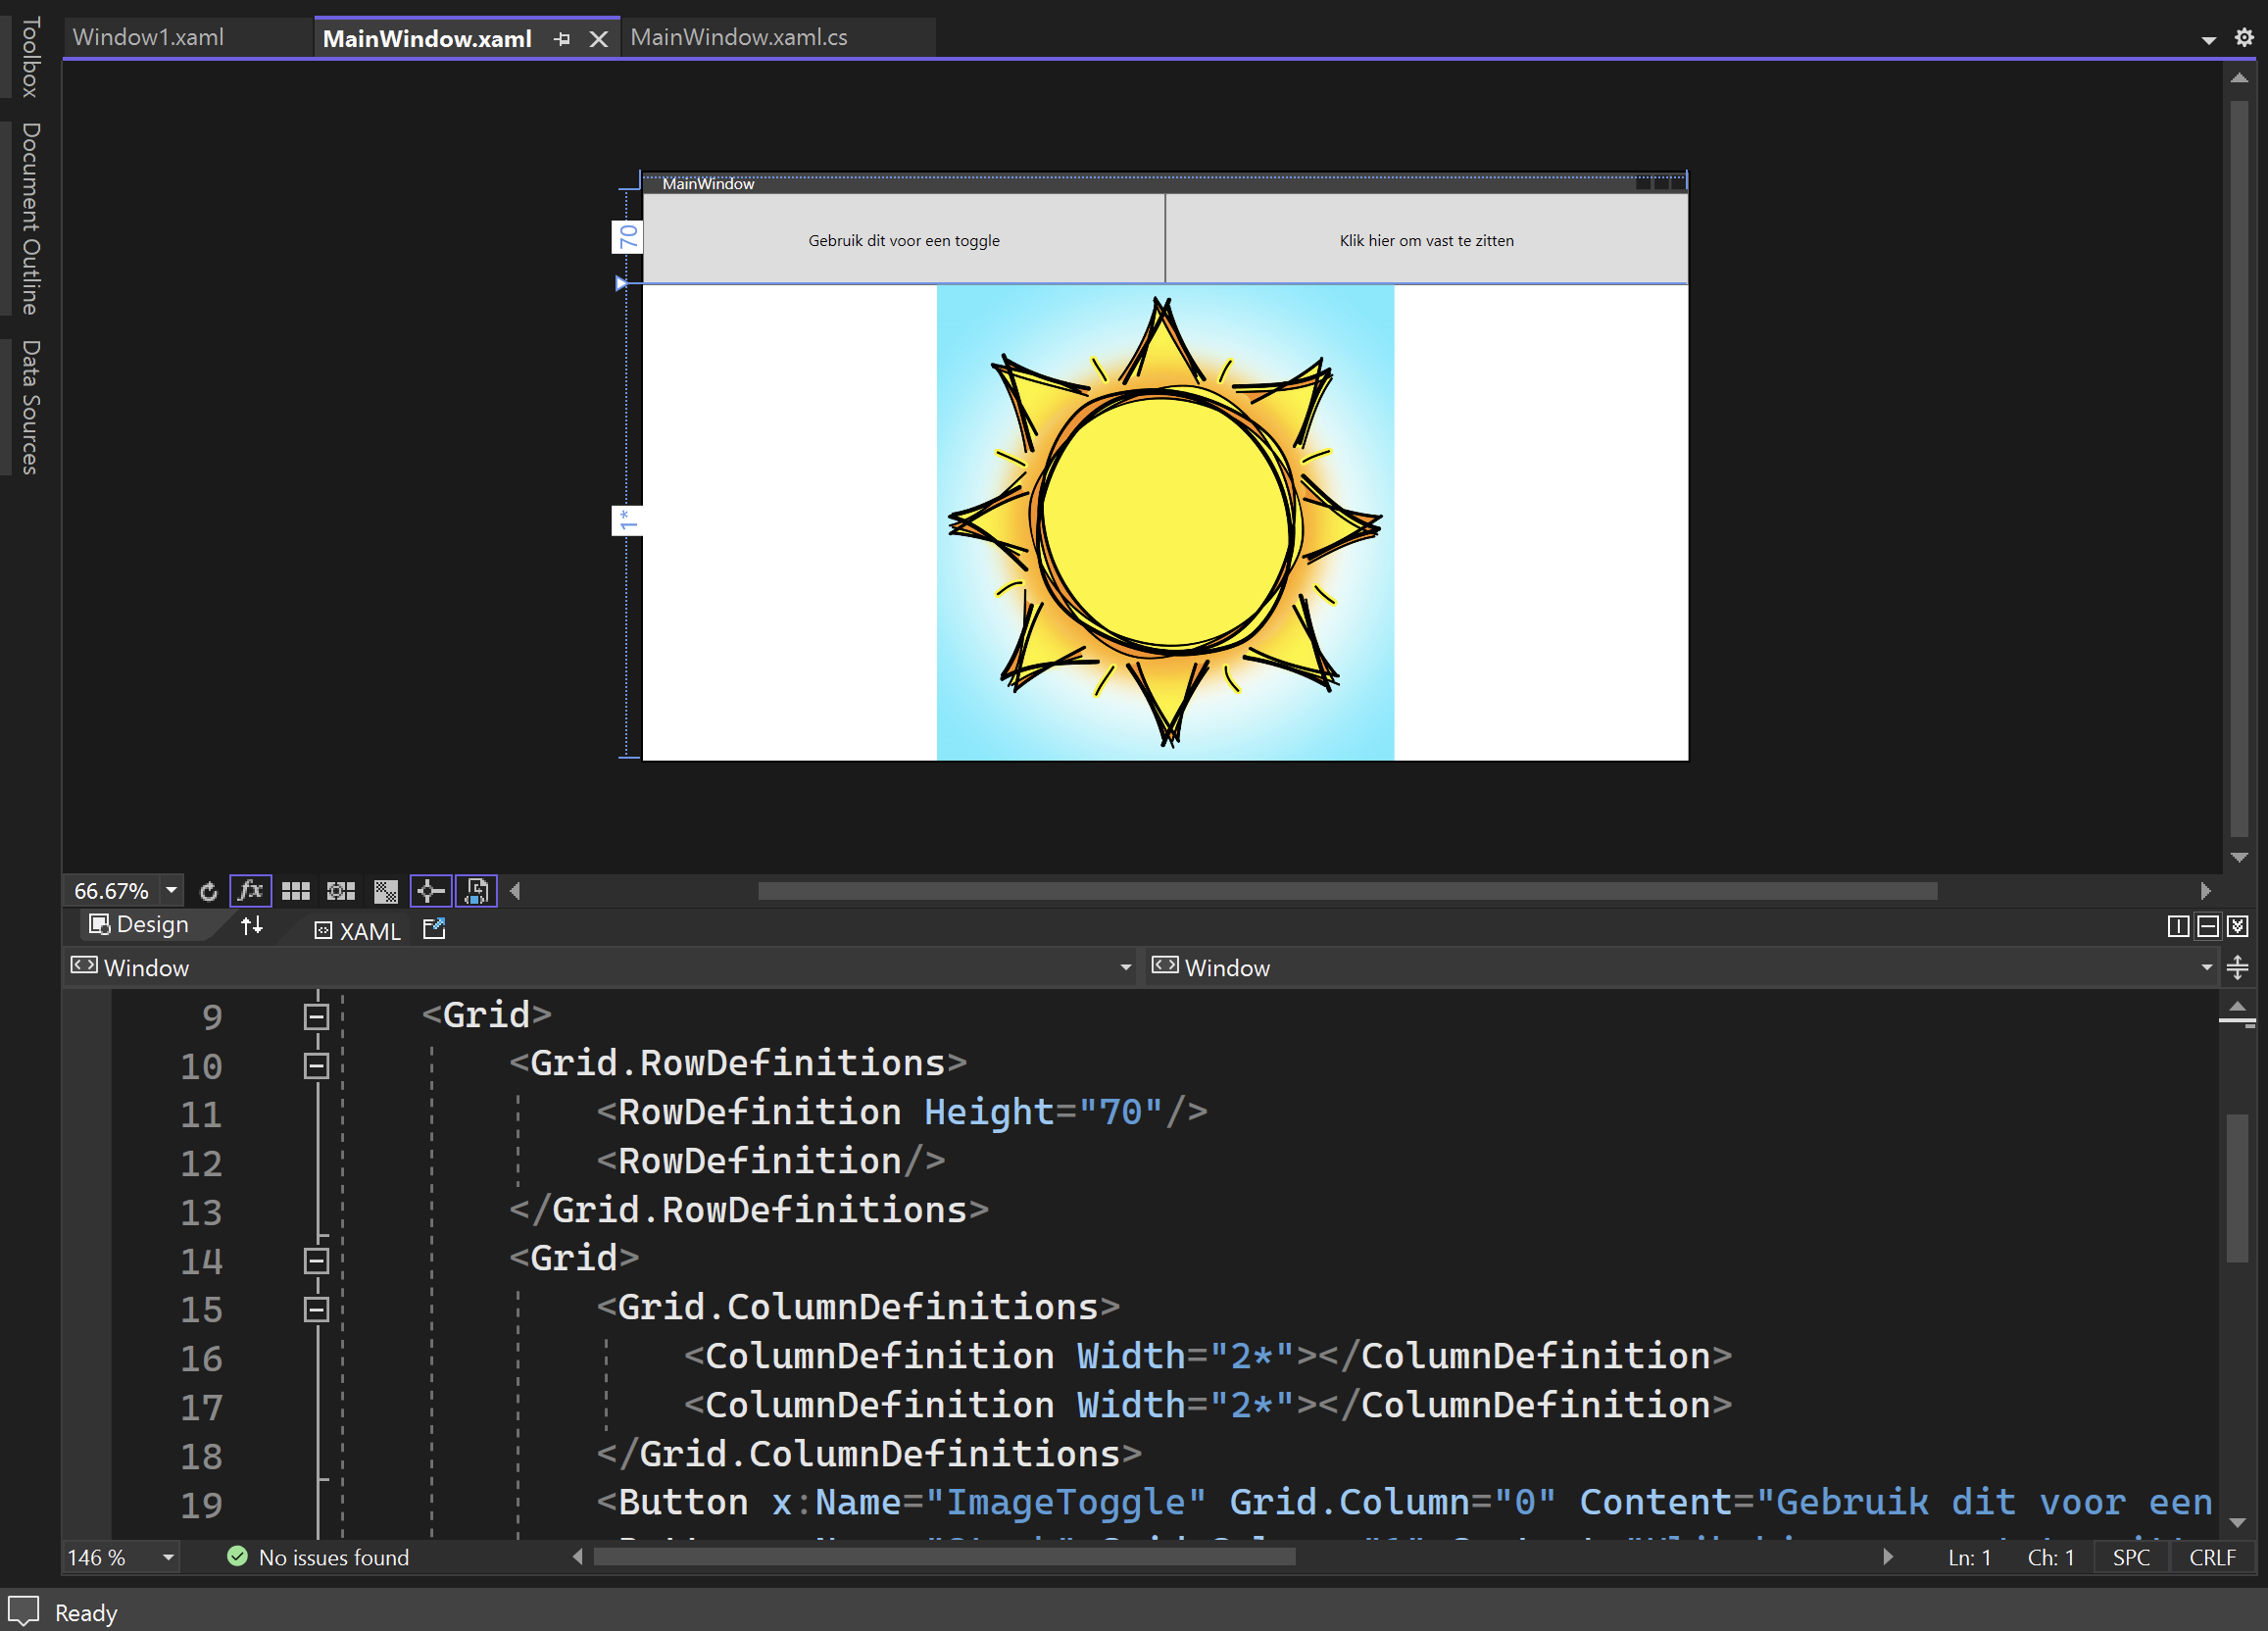 Toolbox
Document Outline
Data Sources
Window1.xaml
MainWindow.xaml
MainWindow.xaml.cs
MainWindow
70
Gebruik dit voor een toggle
Klik hier om vast te zitten
1*
66.67%
fx
Design
XAML
Window
Window
9 <Grid>
10 <Grid.RowDefinitions>
11 <RowDefinition Height="70"/>
12 <RowDefinition/>
13 </Grid.RowDefinitions>
14 <Grid>
15 <Grid.ColumnDefinitions>
16 <ColumnDefinition Width="2*"></ColumnDefinition>
17 <ColumnDefinition Width="2*"></ColumnDefinition>
18 </Grid.ColumnDefinitions>
19 <Button x:Name="ImageToggle" Grid.Column="0" Content="Gebruik dit voor een
146 %
No issues found
Ln: 1
Ch: 1
SPC
CRLF
Ready